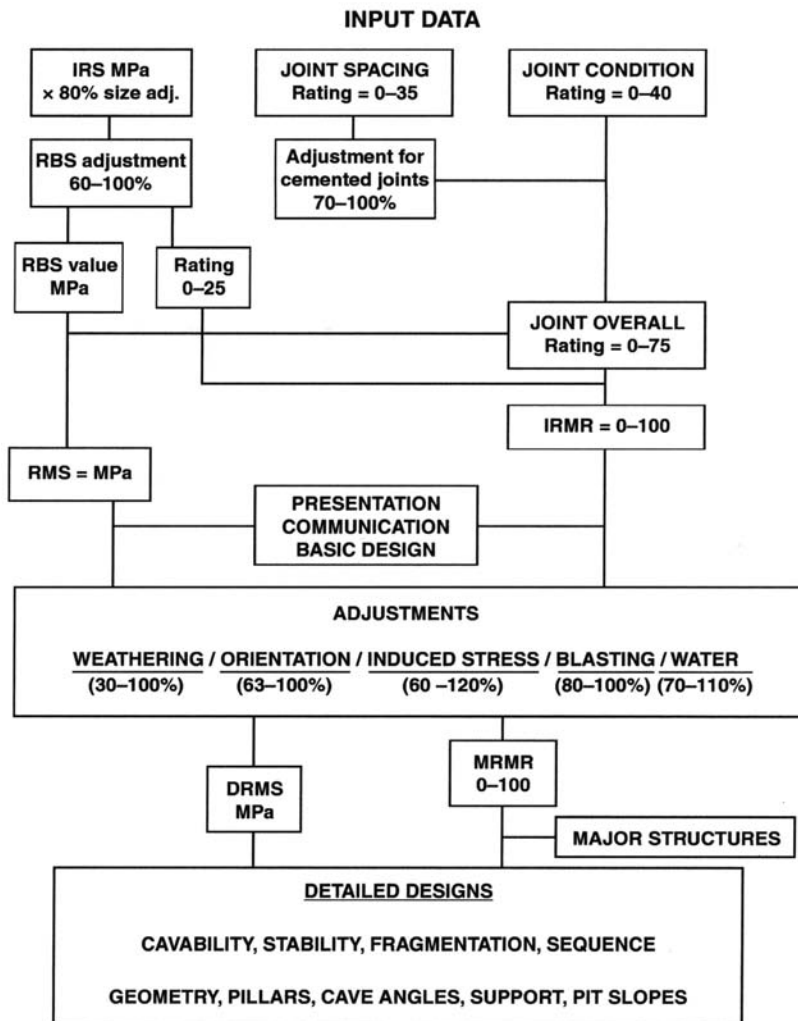 INPUT DATA
IRS MPa
× 80% size adj.
JOINT SPACING
Rating = 0–35
JOINT CONDITION
Rating = 0–40
RBS adjustment
60–100%
Adjustment for
cemented joints
70–100%
RBS value
MPa
Rating
0–25
JOINT OVERALL
Rating = 0–75
IRMR = 0–100
RMS = MPa
PRESENTATION
COMMUNICATION
BASIC DESIGN
ADJUSTMENTS
WEATHERING / ORIENTATION / INDUCED STRESS / BLASTING / WATER
(30–100%) (63–100%) (60 –120%) (80–100%) (70–110%)
DRMS
MPa
MRMR
0–100
MAJOR STRUCTURES
DETAILED DESIGNS
CAVABILITY, STABILITY, FRAGMENTATION, SEQUENCE
GEOMETRY, PILLARS, CAVE ANGLES, SUPPORT, PIT SLOPES